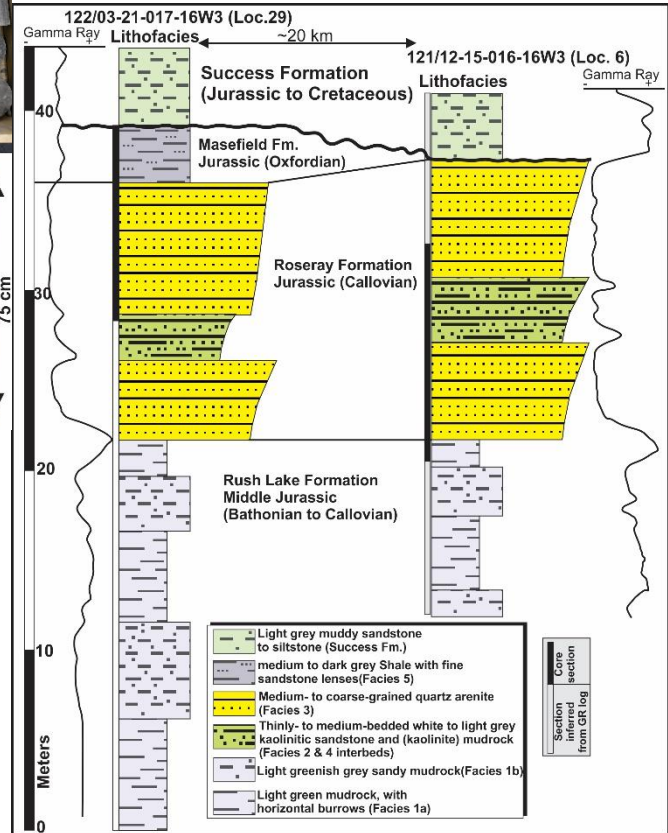 122/03-21-017-16W3 (Loc.29)
Gamma Ray
- +
Lithofacies
~20 km
121/12-15-016-16W3 (Loc. 6)
Lithofacies
Gamma Ray
- +
Success Formation
(Jurassic to Cretaceous)
40
Masefield Fm.
Jurassic (Oxfordian)
Roseray Formation
Jurassic (Callovian)
75 cm
30
20
Rush Lake Formation
Middle Jurassic
(Bathonian to Callovian)
10
Meters
0
Light grey muddy sandstone
to siltstone (Success Fm.)
medium to dark grey Shale with fine
sandstone lenses(Facies 5)
Medium- to coarse-grained quartz arenite
(Facies 3)
Thinly- to medium-bedded white to light grey
kaolinitic sandstone and (kaolinite) mudrock
(Facies 2 & 4 interbeds)
Light greenish grey sandy mudrock(Facies 1b)
Light green mudrock, with
horizontal burrows (Facies 1a)
Core
section
Section
inferred
from GR log